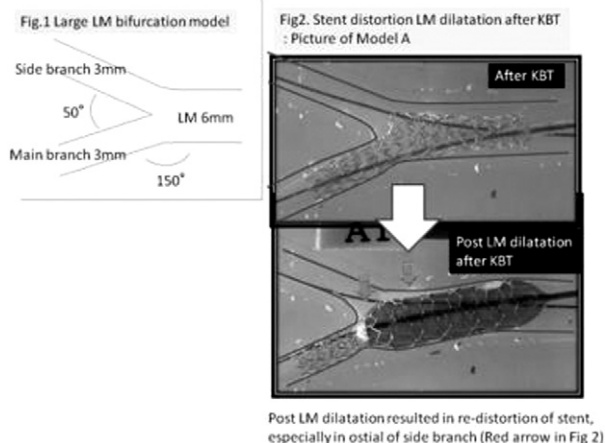 Fig.1 Large LM bifurcation model
Side branch 3mm
50°
LM 6mm
Main branch 3mm
150°
Fig2. Stent distortion LM dilatation after KBT
: Picture of Model A
After KBT
A1
Post LM dilatation
after KBT
Post LM dilatation resulted in re-distortion of stent,
especially in ostial of side branch (Red arrow in Fig 2)